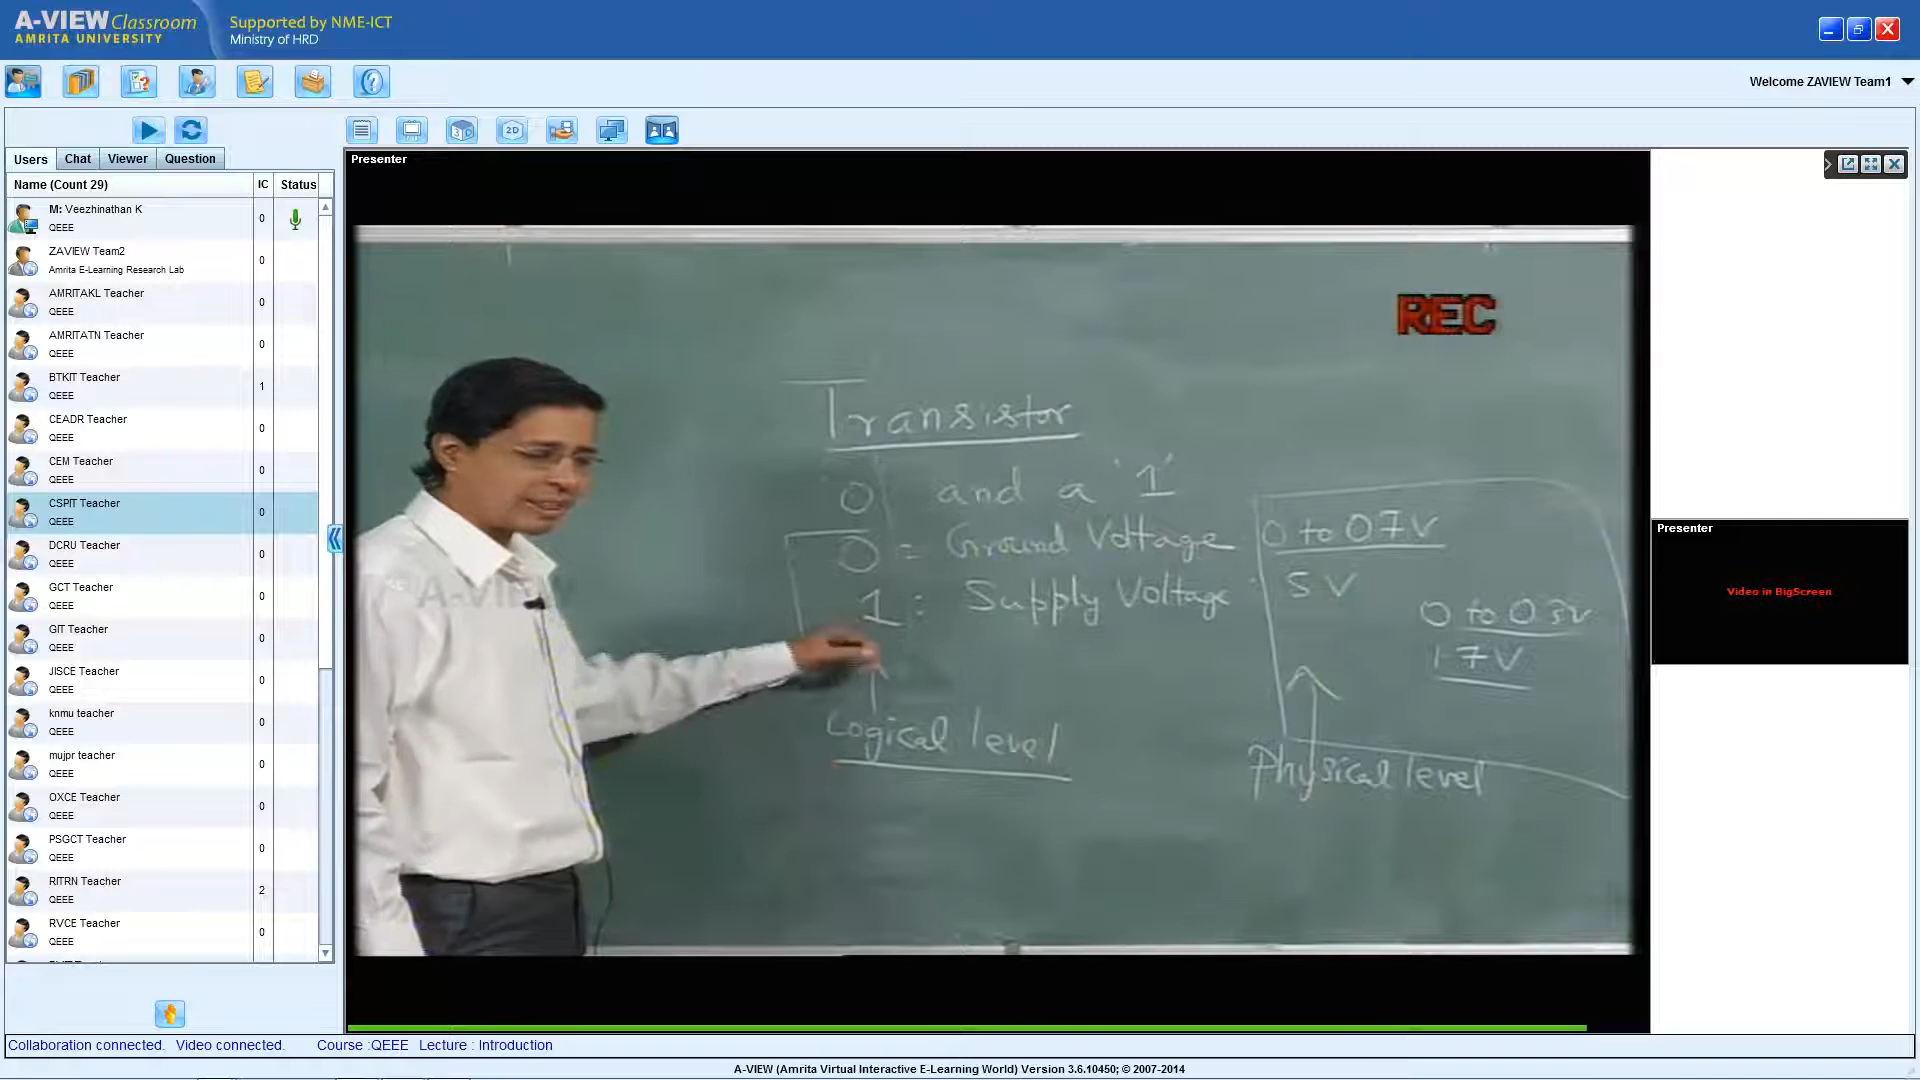 A-VIEW Classroom
AMRITA UNIVERSITY
Supported by NME-ICT
Ministry of HRD
Welcome ZAVIEW Team1
3D
2D
Users Chat Viewer Question
Name (Count 29) IC Status
M: Veezhinathan K
QEEE
0
ZAVIEW Team2
Amrita E-Learning Research Lab
0
AMRITAKL Teacher
QEEE
0
AMRITATN Teacher
QEEE
0
BTKIT Teacher
QEEE
1
CEADR Teacher
QEEE
0
CEM Teacher
QEEE
0
CSPIT Teacher
QEEE
0
DCRU Teacher
QEEE
0
GCT Teacher
QEEE
0
GIT Teacher
QEEE
0
JISCE Teacher
QEEE
0
knmu teacher
QEEE
0
mujpr teacher
QEEE
0
OXCE Teacher
QEEE
0
PSGCT Teacher
QEEE
0
RITRN Teacher
QEEE
2
RVCE Teacher
QEEE
0
Presenter
REC
Transistor
0 and a '1'
0 = Ground Voltage 0 to 0.7V
1 : Supply Voltage 5V
0 to 0.3V
1.7V
Logical level
Physical level
A-VIEW
Presenter
Video in BigScreen
Collaboration connected. Video connected. Course :QEEE Lecture : Introduction
A-VIEW (Amrita Virtual Interactive E-Learning World) Version 3.6.10450; © 2007-2014